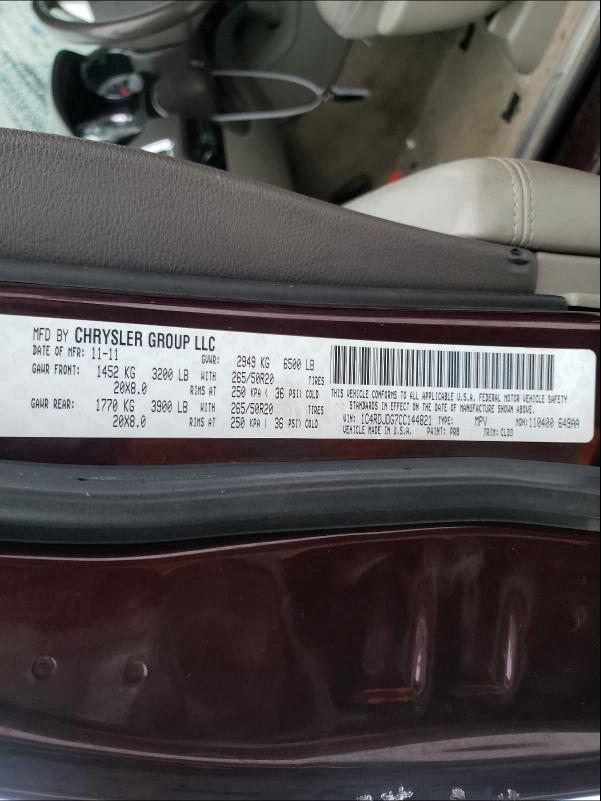 MFD BY CHRYSLER GROUP LLC
DATE OF MFR: 11-11 GVWR: 2949 KG 6500 LB
GAWR FRONT: 1452 KG 3200 LB WITH 265/50R20 TIRES
20X8.0 RIMS AT 250 KPA ( 36 PSI) COLD
GAWR REAR: 1770 KG 3900 LB WITH 265/50R20 TIRES
20X8.0 RIMS AT 250 KPA ( 36 PSI) COLD
THIS VEHICLE CONFORMS TO ALL APPLICABLE U.S.A. FEDERAL MOTOR VEHICLE SAFETY
STANDARDS IN EFFECT ON THE DATE OF MANUFACTURE SHOWN ABOVE.
VIN: 1C4RDJDG7CC144821 TYPE: MPV MDH: 110400 649AA
VEHICLE MADE IN U.S.A. PAINT: PRB TRIM: CLD3